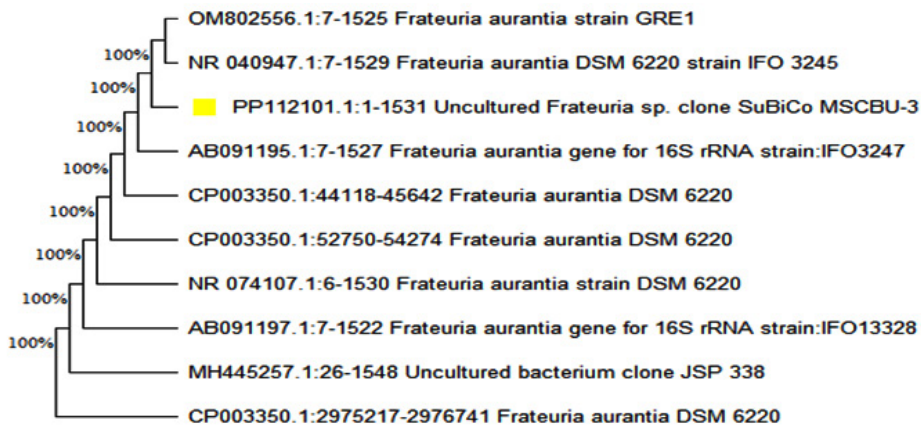 OM802556.1:7-1525 Frateuria aurantia strain GRE1
100%
NR 040947.1:7-1529 Frateuria aurantia DSM 6220 strain IFO 3245
100%
PP112101.1:1-1531 Uncultured Frateuria sp. clone SuBiCo MSCBU-3
100%
AB091195.1:7-1527 Frateuria aurantia gene for 16S rRNA strain:IFO3247
100%
CP003350.1:44118-45642 Frateuria aurantia DSM 6220
100%
CP003350.1:52750-54274 Frateuria aurantia DSM 6220
100%
NR 074107.1:6-1530 Frateuria aurantia strain DSM 6220
100%
AB091197.1:7-1522 Frateuria aurantia gene for 16S rRNA strain:IFO13328
100%
MH445257.1:26-1548 Uncultured bacterium clone JSP 338
CP003350.1:2975217-2976741 Frateuria aurantia DSM 6220